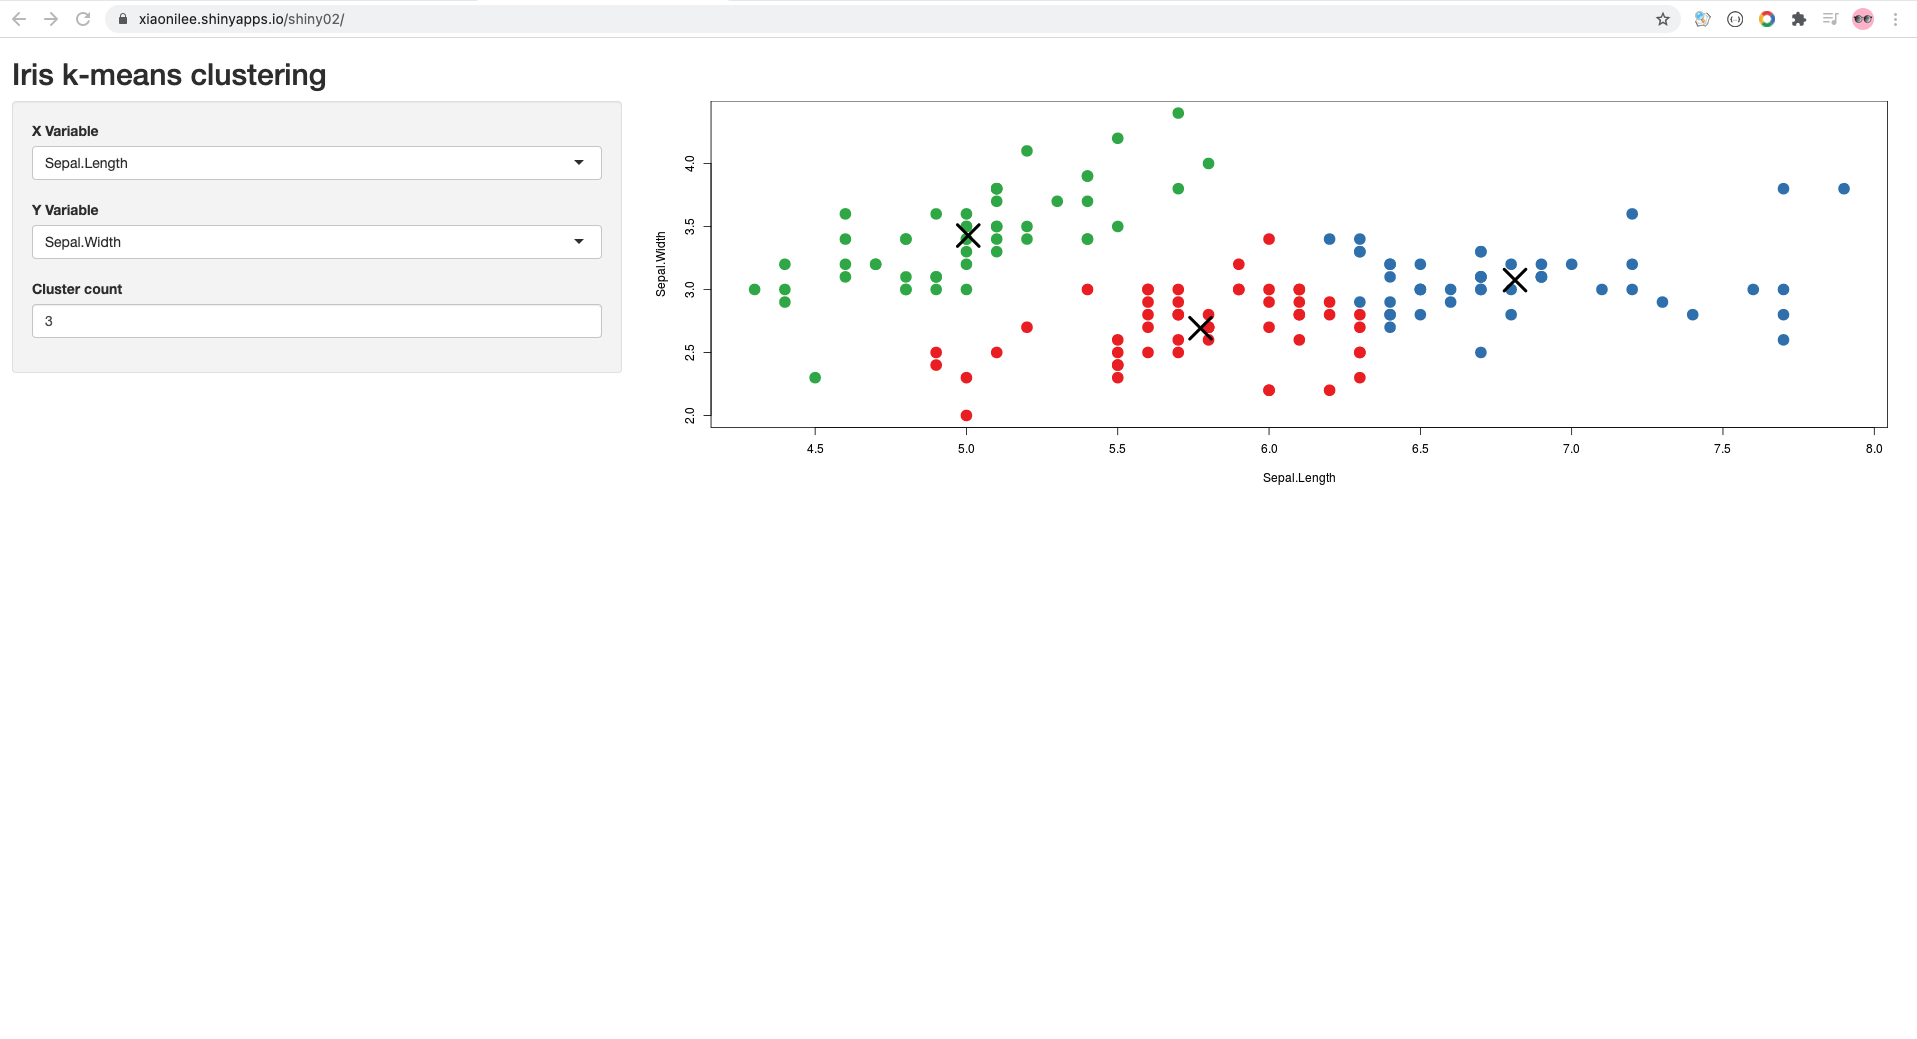 xiaonilee.shinyapps.io/shiny02/
Iris k-means clustering
X Variable
Sepal.Length
Y Variable
Sepal.Width
Cluster count
3
Sepal.Width
4.0
3.5
3.0
2.5
2.0
4.5 5.0 5.5 6.0 6.5 7.0 7.5 8.0
Sepal.Length